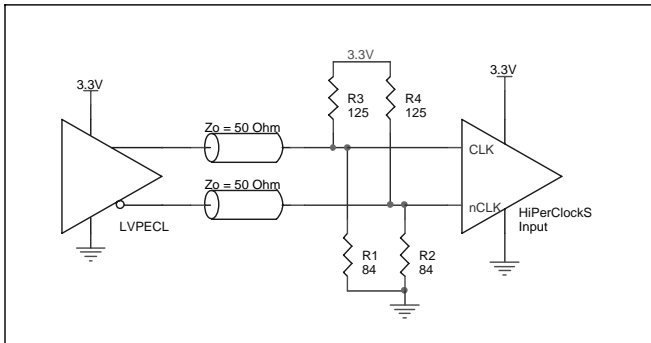 3.3V
3.3V
3.3V
R3
125
R4
125
Zo = 50 Ohm
CLK
Zo = 50 Ohm
nCLK
HiPerClockS
Input
LVPECL
R1
84
R2
84